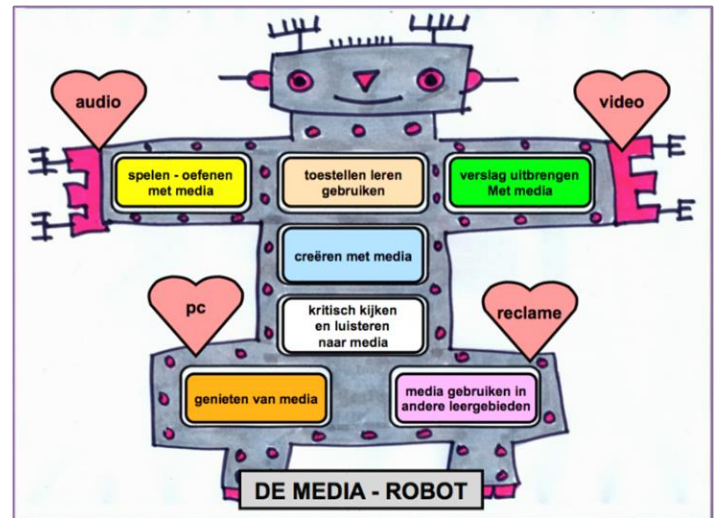 audio
video
spelen - oefenen
met media
toestellen leren
gebruiken
verslag uitbrengen
Met media
creëren met media
pc
kritisch kijken
en luisteren
naar media
reclame
genieten van media
media gebruiken in
andere leergebieden
DE MEDIA - ROBOT